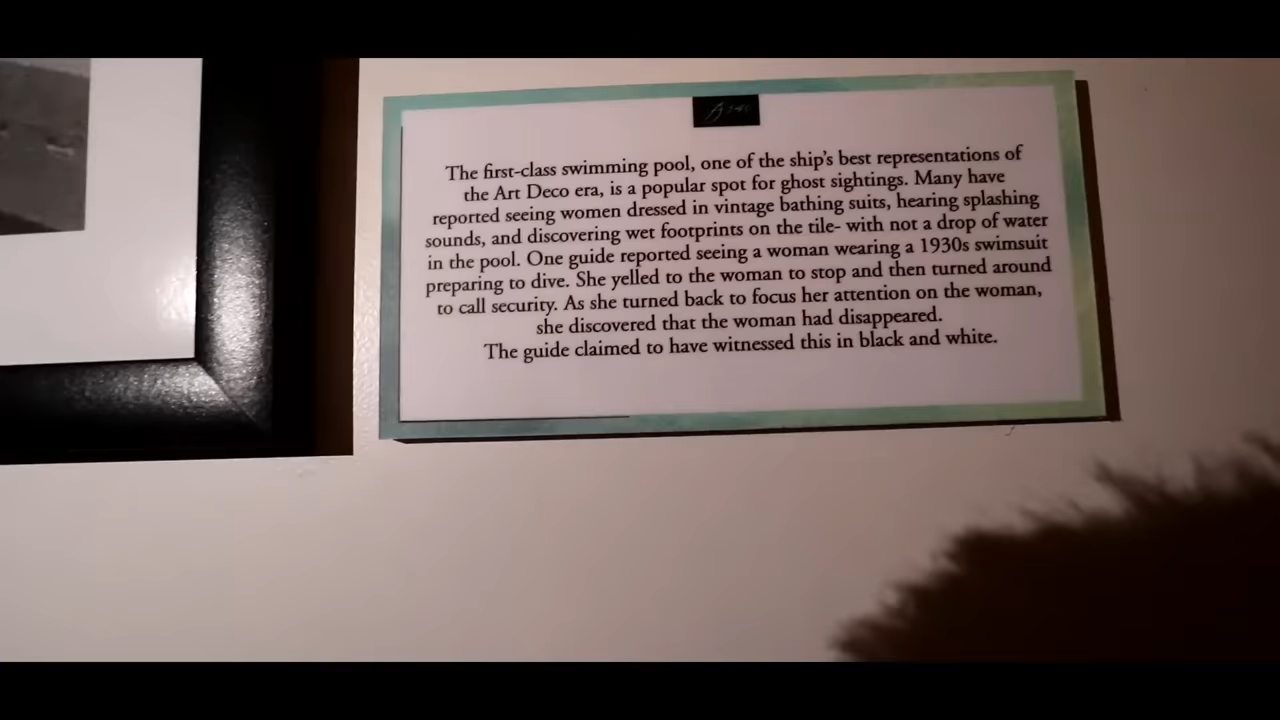 The first-class swimming pool, one of the ship's best representations of
the Art Deco era, is a popular spot for ghost sightings. Many have
reported seeing women dressed in vintage bathing suits, hearing splashing
sounds, and discovering wet footprints on the tile- with not a drop of water
in the pool. One guide reported seeing a woman wearing a 1930s swimsuit
preparing to dive. She yelled to the woman to stop and then turned around
to call security. As she turned back to focus her attention on the woman,
she discovered that the woman had disappeared.
The guide claimed to have witnessed this in black and white.